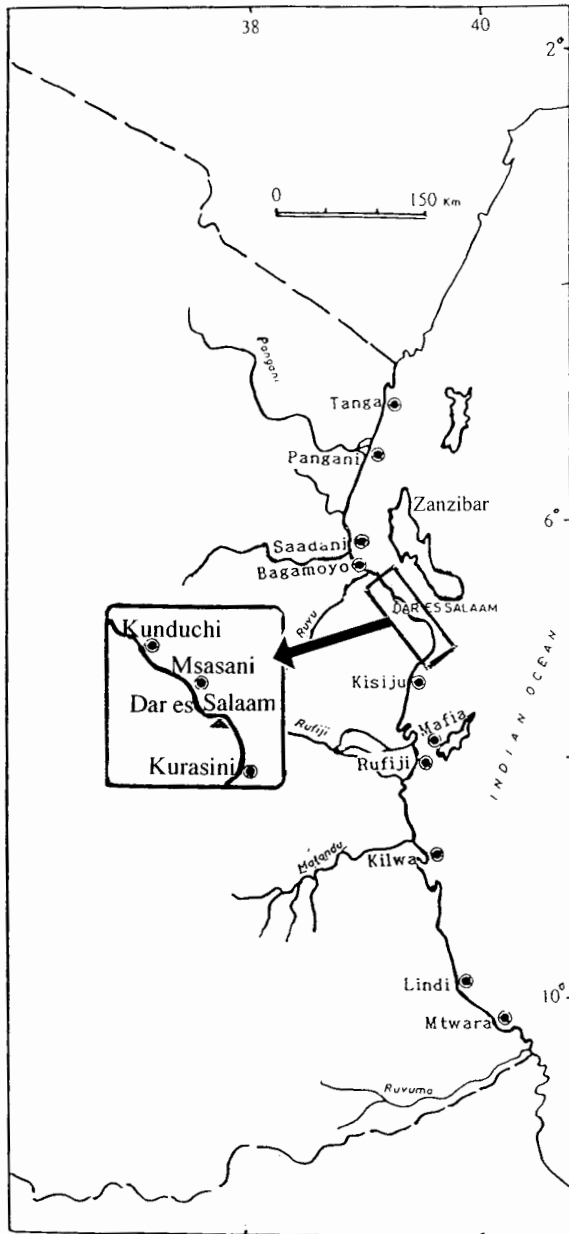 38 40
2°
0 150 Km
Pangani
Tanga
Pangani
Zanzibar
6°
Saadani
Bagamoyo
Ruvu
DAR ES SALAAM
Kunduchi
Msasani
Dar es Salaam
Kurasini
Kisiju
INDIAN OCEAN
Mafia
Rufiji
Rufiji
Matandu
Kilwa
Lindi
10°
Mtwara
Ruvuma